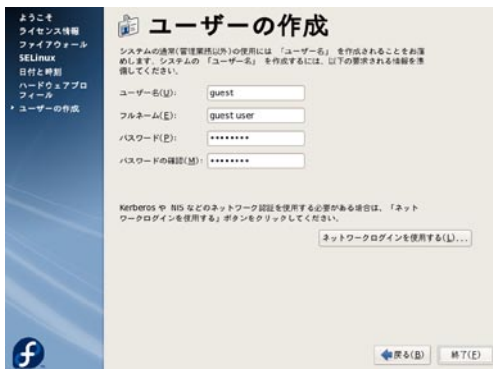 ようこそ
ライセンス情報
ファイアウォール
SELinux
日付と時刻
ハードウェアプロ
フィール
ユーザーの作成
ユーザーの作成
システムの通常(管理業務以外)の使用には 「ユーザー名」 を作成されることをお薦
めします。システムの 「ユーザー名」 を作成するには、以下の要求される情報を準
備してください。
ユーザー名(U):
guest
フルネーム(E):
guest user
パスワード(P):
パスワードの確認(M):
Kerberos や NIS などのネットワーク認証を使用する必要がある場合は、「ネット
ワークログインを使用する」ボタンをクリックしてください。
ネットワークログインを使用する(L)...
戻る(B)
終了(F)